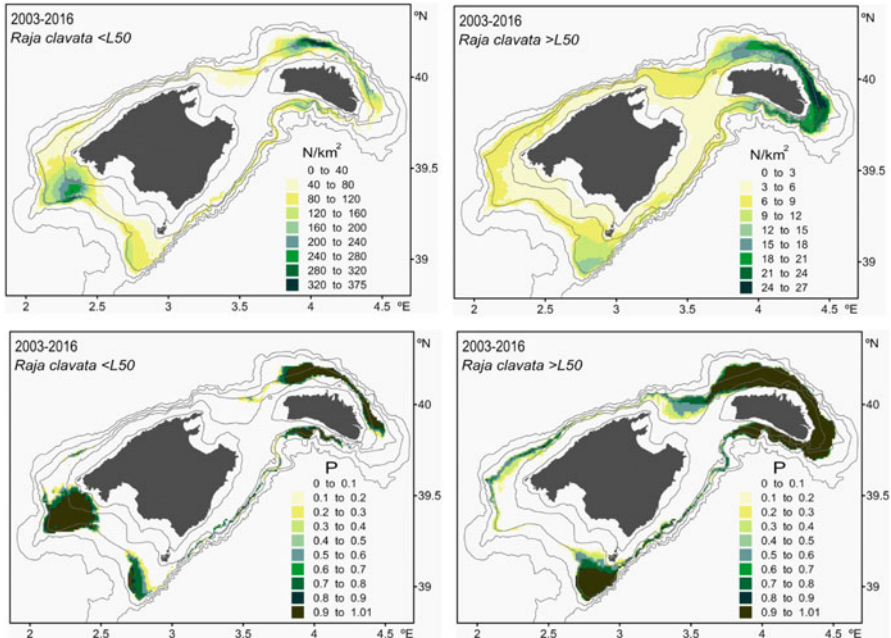 2003-2016
Raja clavata <L50
ºN
40
39.5
39
N/km²
0 to 40
40 to 80
80 to 120
120 to 160
160 to 200
200 to 240
240 to 280
280 to 320
320 to 375
2 2.5 3 3.5 4 4.5 ºE
2003-2016
Raja clavata >L50
ºN
40
39.5
39
N/km²
0 to 3
3 to 6
6 to 9
9 to 12
12 to 15
15 to 18
18 to 21
21 to 24
24 to 27
2 2.5 3 3.5 4 4.5 ºE
2003-2016
Raja clavata <L50
ºN
40
39.5
39
P
0 to 0.1
0.1 to 0.2
0.2 to 0.3
0.3 to 0.4
0.4 to 0.5
0.5 to 0.6
0.6 to 0.7
0.7 to 0.8
0.8 to 0.9
0.9 to 1.01
2 2.5 3 3.5 4 4.5 ºE
2003-2016
Raja clavata >L50
ºN
40
39.5
39
P
0 to 0.1
0.1 to 0.2
0.2 to 0.3
0.3 to 0.4
0.4 to 0.5
0.5 to 0.6
0.6 to 0.7
0.7 to 0.8
0.8 to 0.9
0.9 to 1.01
2 2.5 3 3.5 4 4.5 ºE